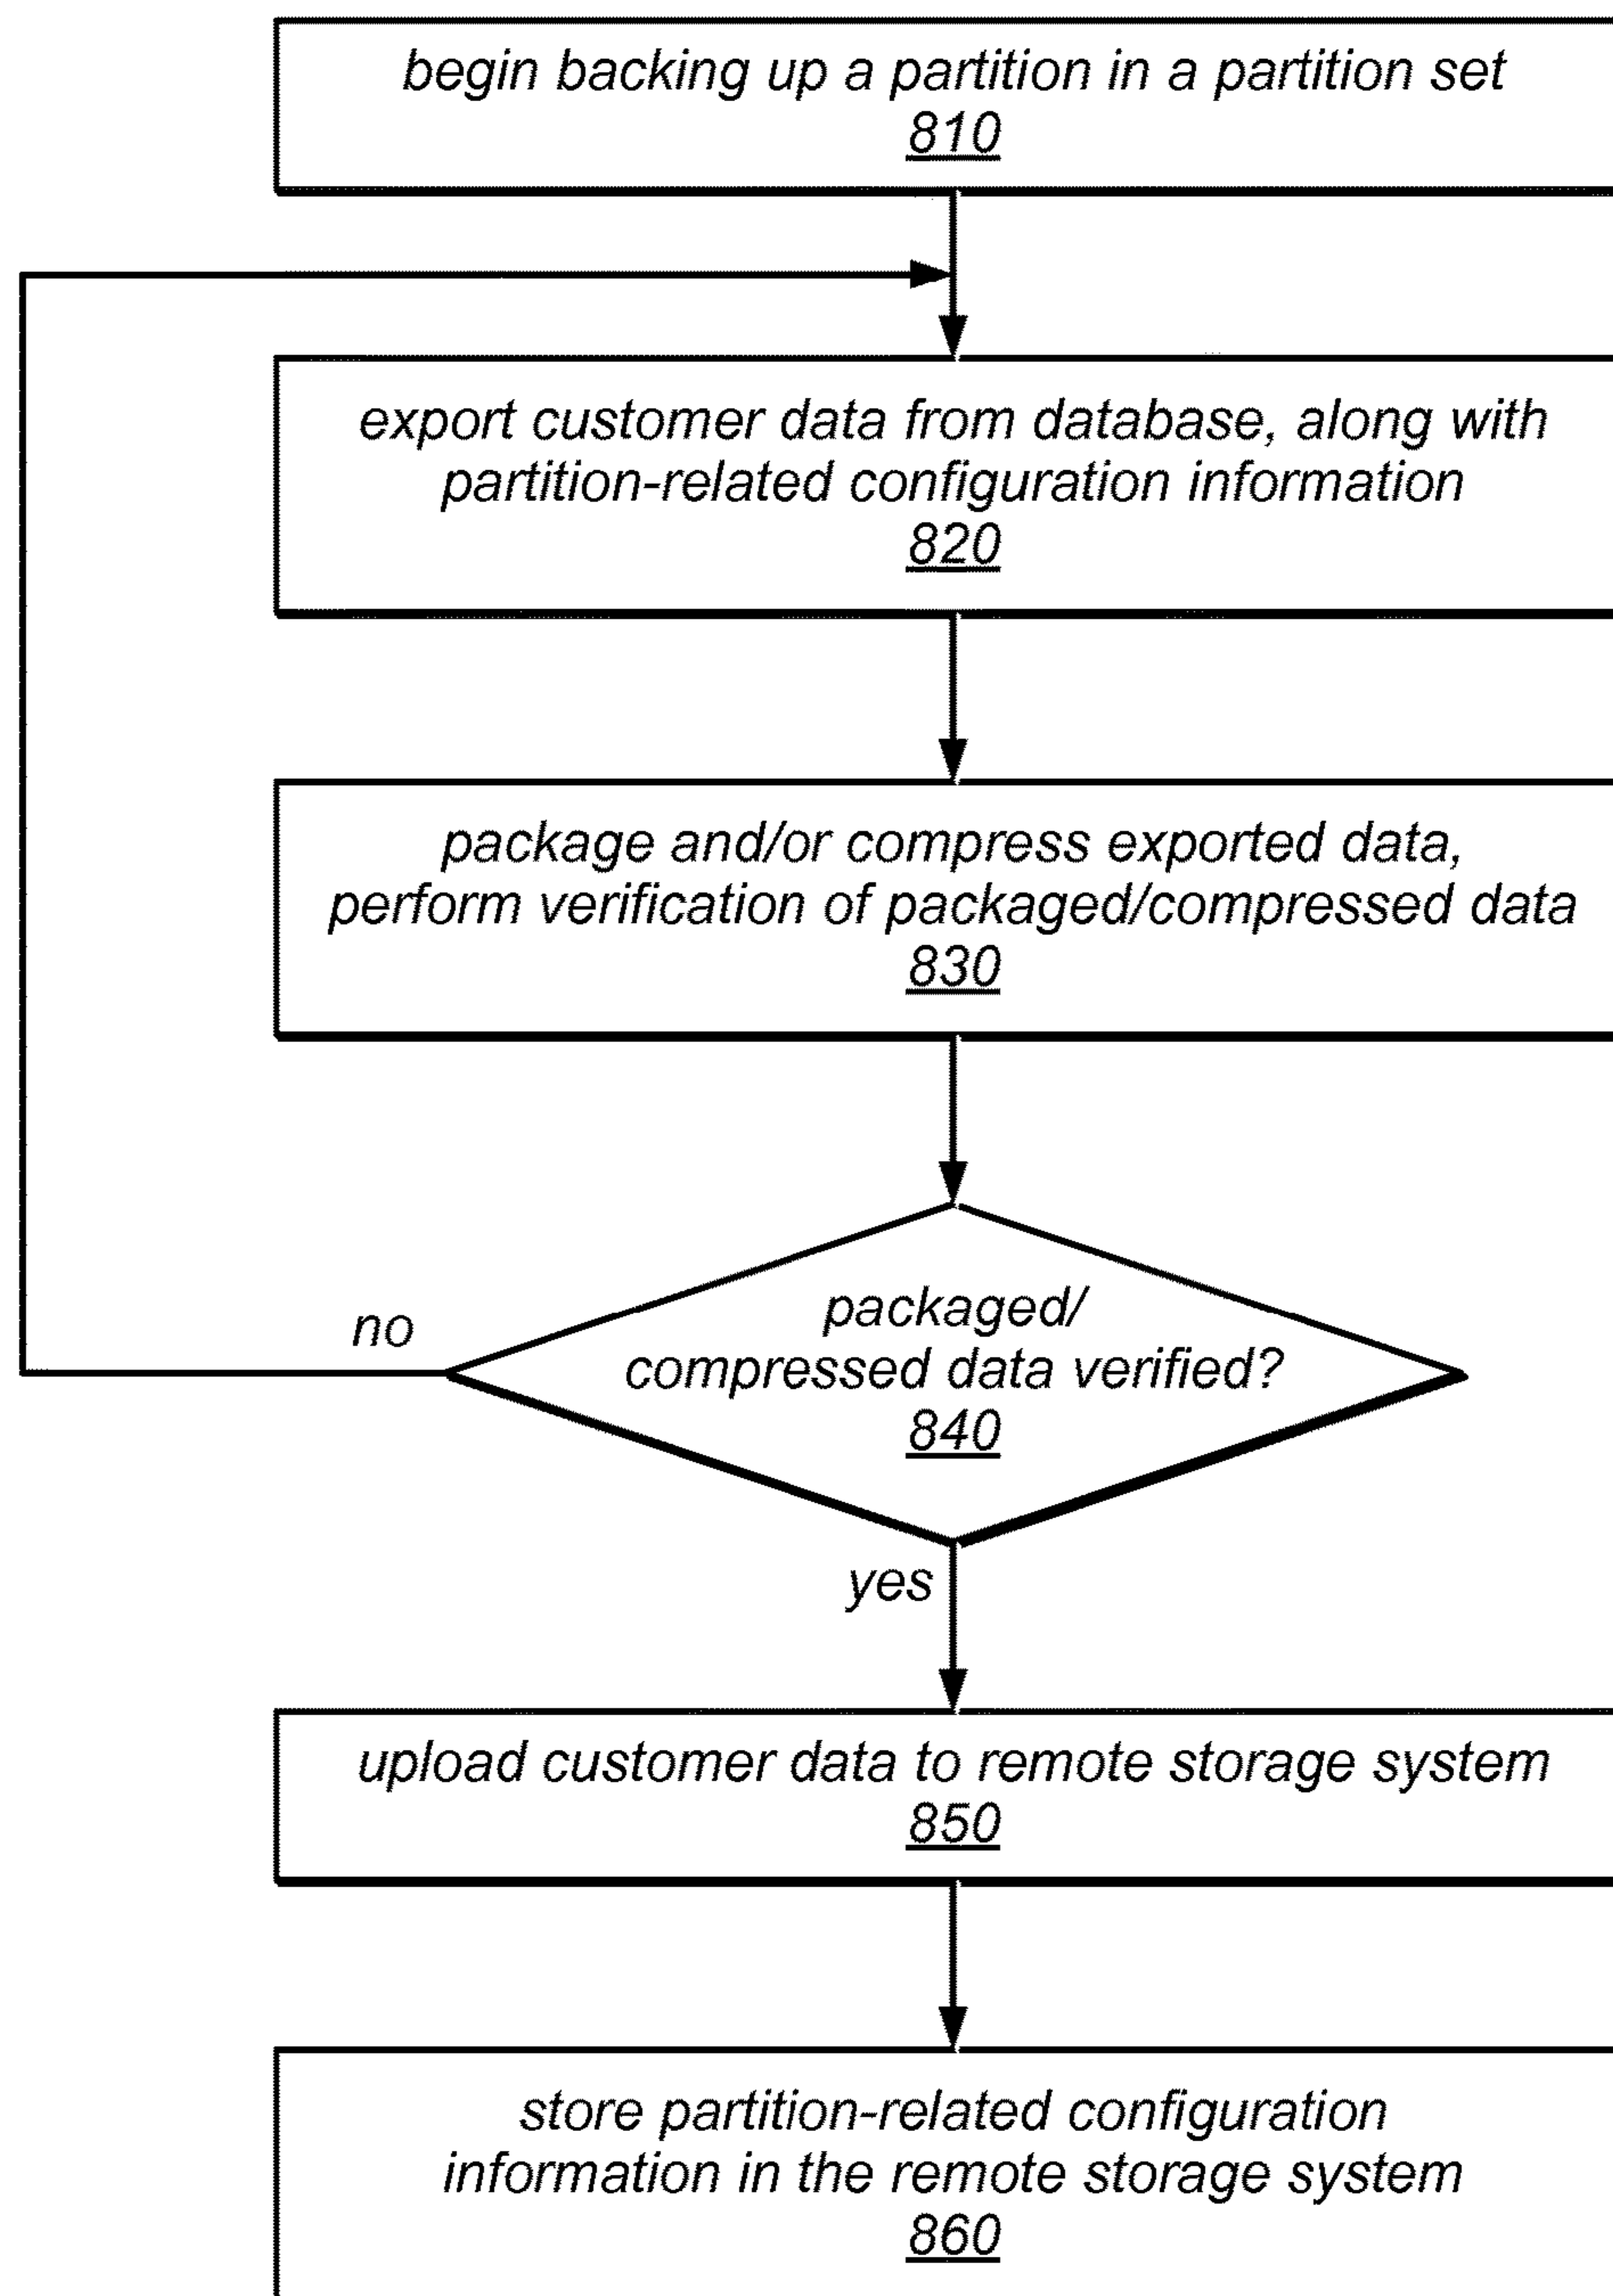 begin backing up a partition in a partition set
810
export customer data from database, along with
partition-related configuration information
820
package and/or compress exported data,
perform verification of packaged/compressed data
830
no
packaged/
compressed data verified?
840
yes
upload customer data to remote storage system
850
store partition-related configuration
information in the remote storage system
860